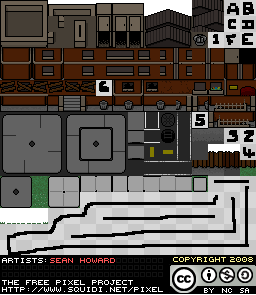 A B
C D
1 F E
6
5
3 2
4
ARTISTS: SEAN HOWARD
COPYRIGHT 2008
THE FREE PIXEL PROJECT
HTTP://WWW.SQUIDI.NET/PIXEL
cc
BY NC SA